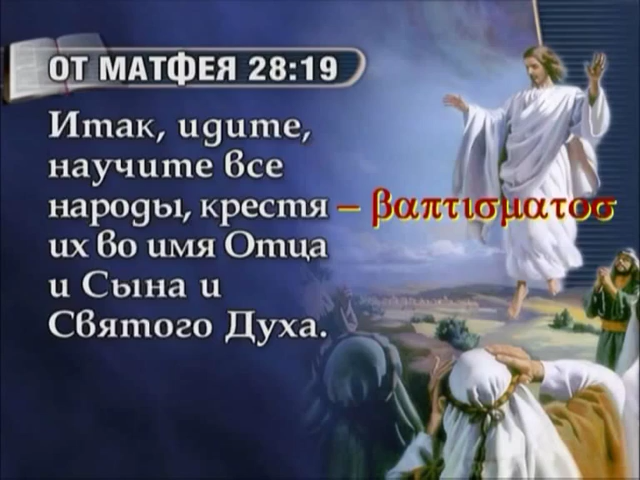 ОТ МАТФЕЯ 28:19
Итак, идите,
научите все
народы, крестя – βαπτισματοσ
их во имя Отца
и Сына и
Святого Духа.